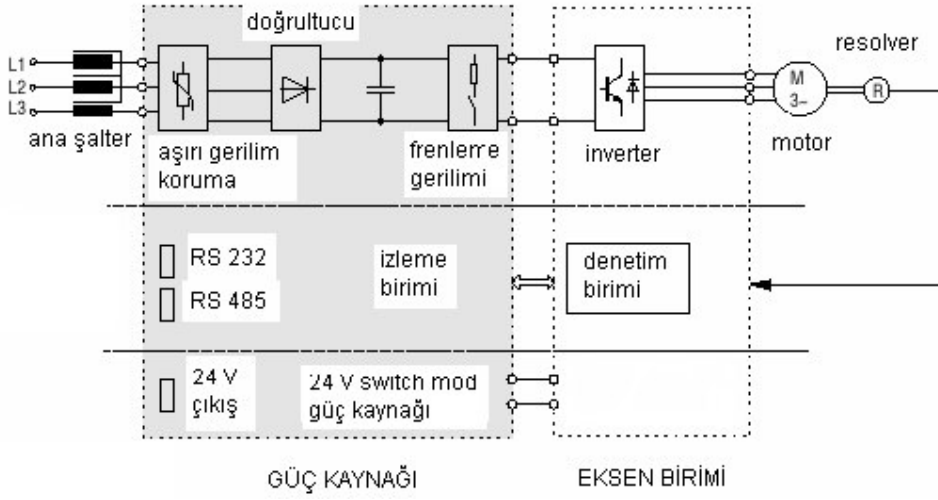 doğrultucu
resolver
L1
L2
L3
M
3~
R
ana şalter
aşırı gerilim
koruma
frenleme
gerilimi
inverter
motor
RS 232
RS 485
izleme
birimi
denetim
birimi
24 V
çıkış
24 V switch mod
güç kaynağı
GÜÇ KAYNAĞI
EKSEN BİRİMİ